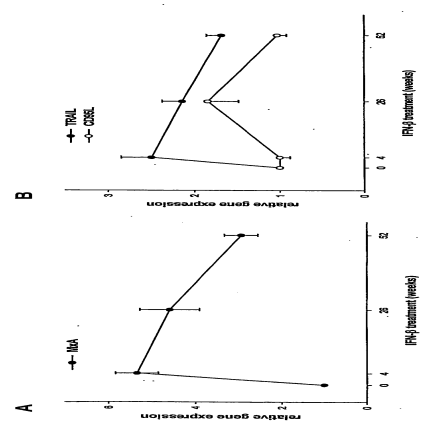 A
MxA
relative gene expression
6
4
2
0
0 4 26 52
IFN-β treatment (weeks)
B
TRAIL
CD95L
relative gene expression
3
2
1
0
0 4 26 52
IFN-β treatment (weeks)